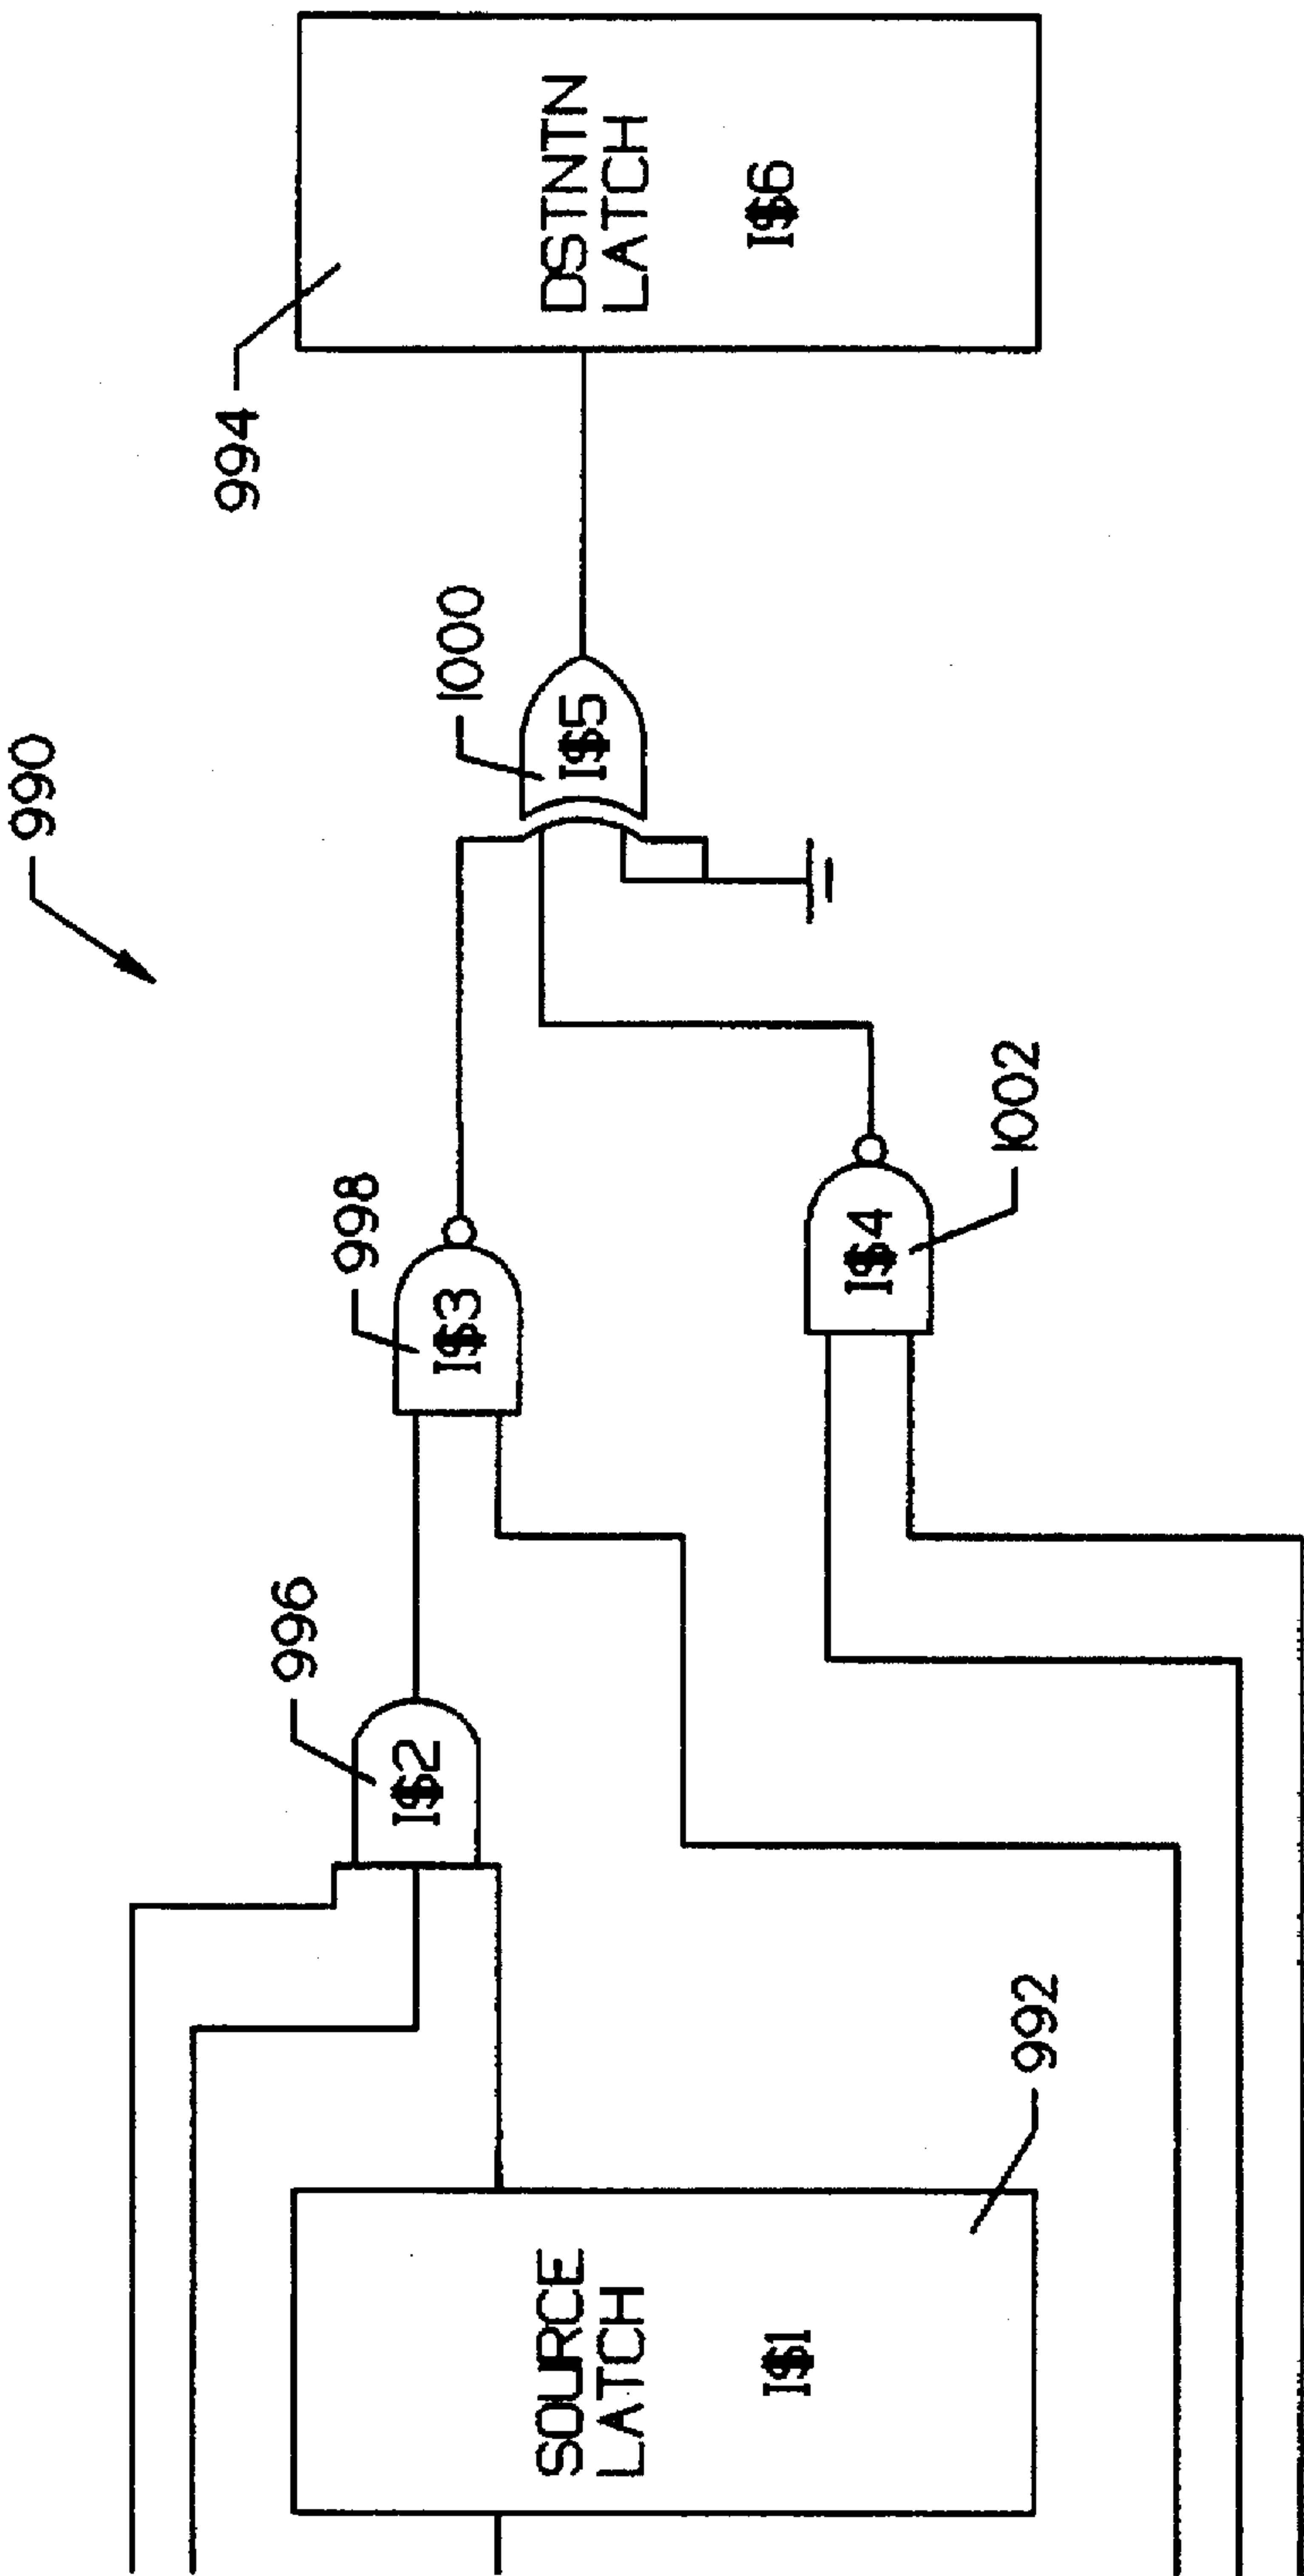 990
SOURCE
LATCH
I$1
992
996
I$2
998
I$3
I$4
1002
1000
I$5
994
DSTNTN
LATCH
I$6